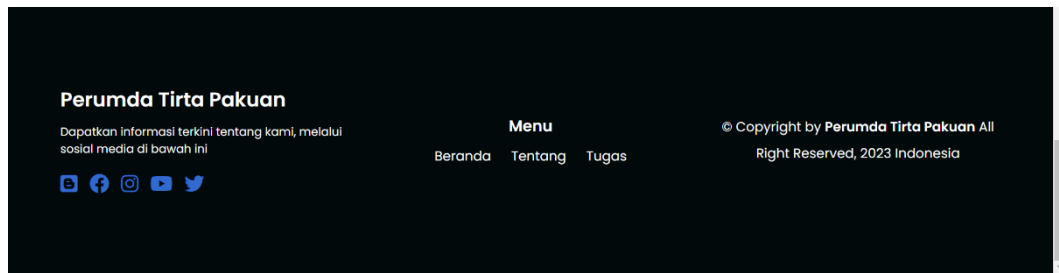 Perumda Tirta Pakuan
Dapatkan informasi terkini tentang kami, melalui
sosial media di bawah ini
Menu
Beranda Tentang Tugas
© Copyright by Perumda Tirta Pakuan All
Right Reserved, 2023 Indonesia